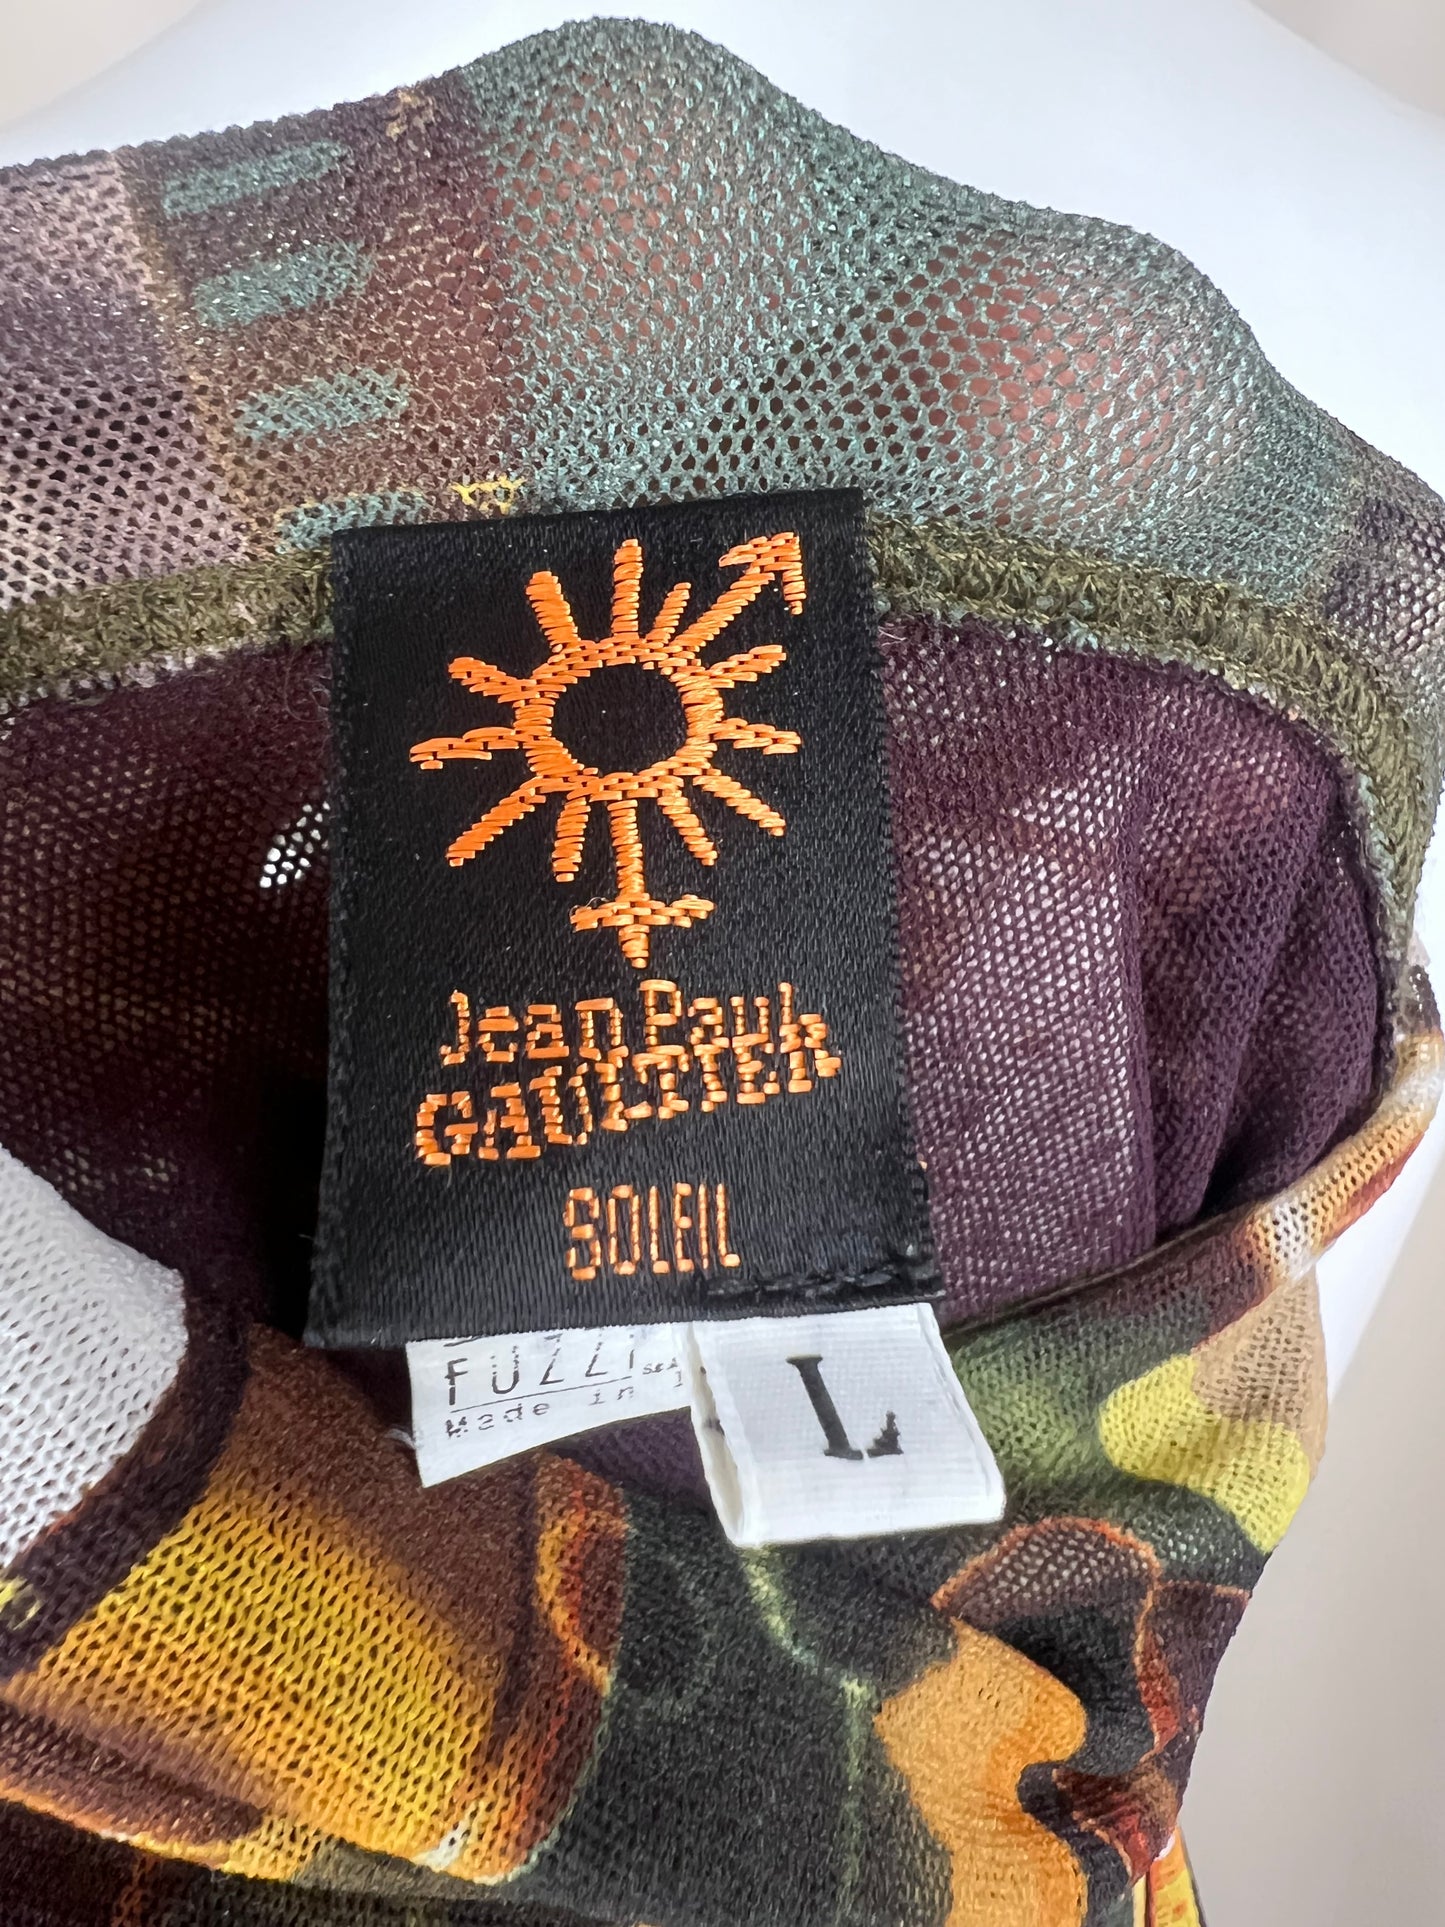 Jean Paul
GAULTIER
SOLEIL
FUZZI
Made in
L